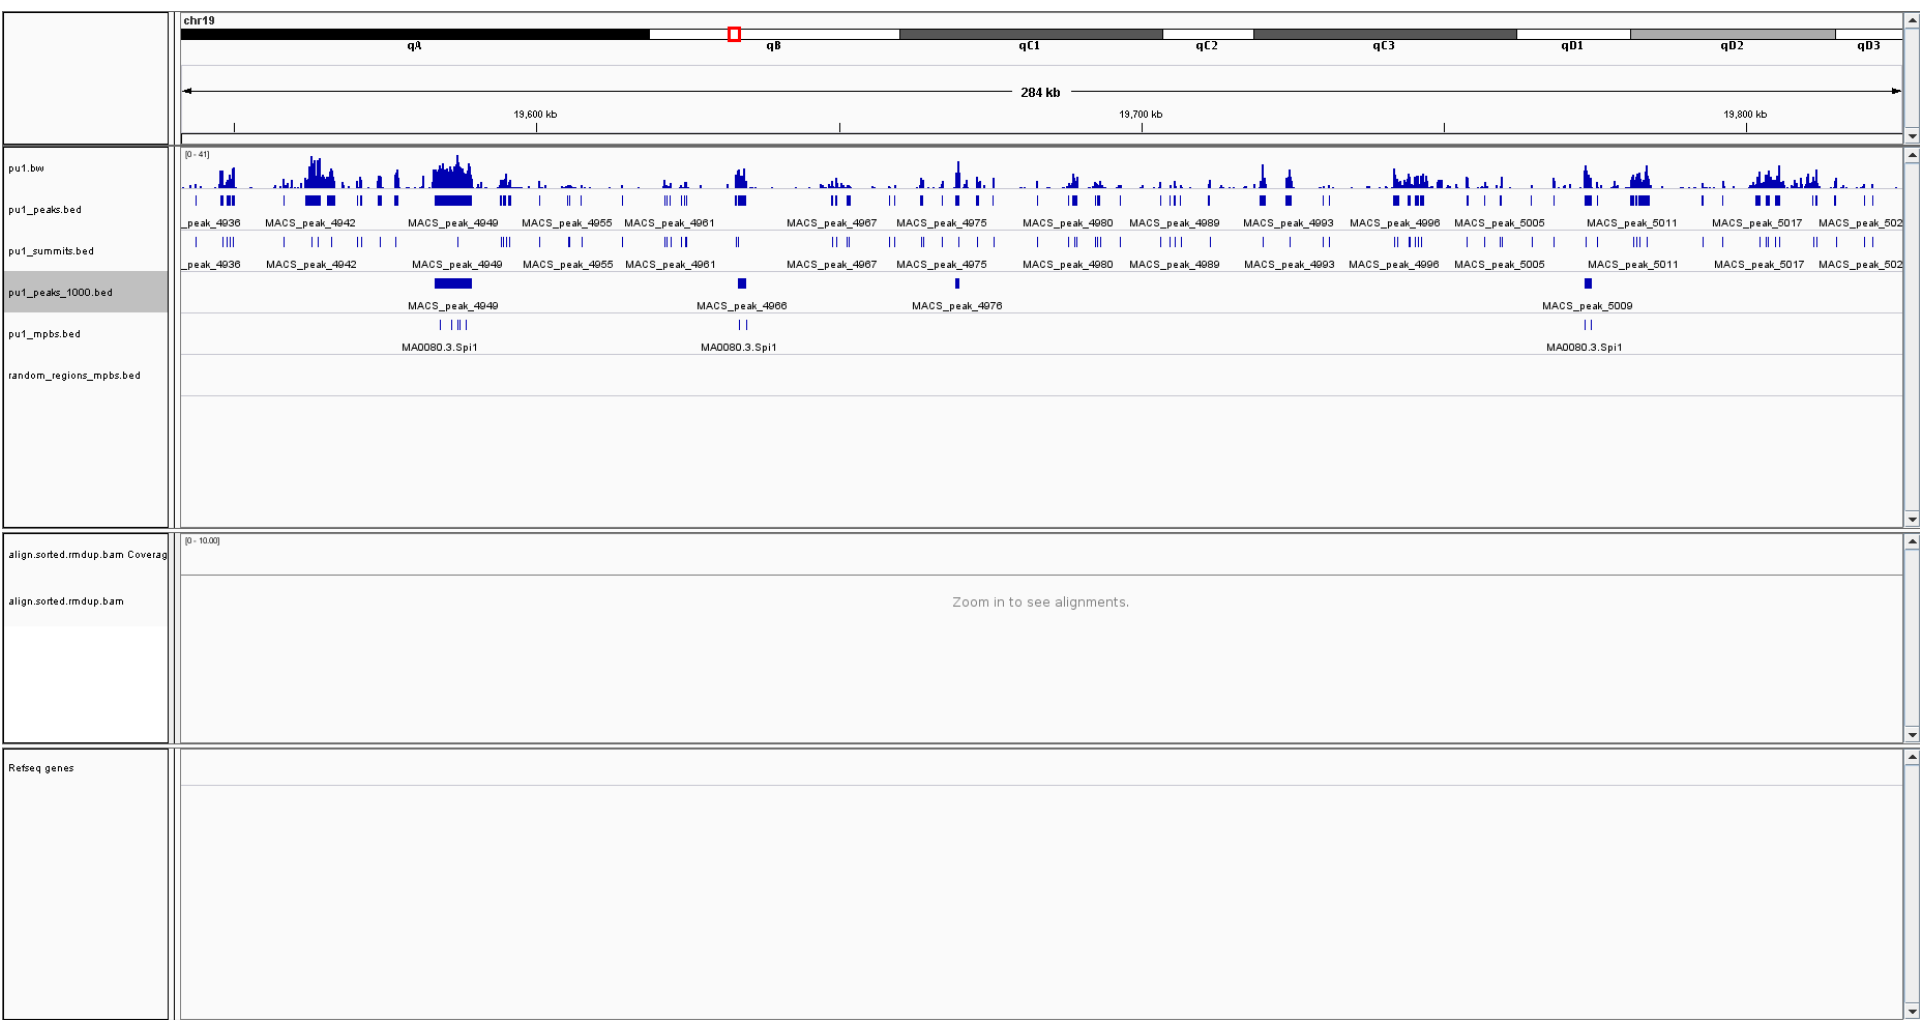 chr19
qA qB qC1 qC2 qC3 qD1 qD2 qD3
284 kb
19,600 kb 19,700 kb 19,800 kb
[0 - 41]
pu1.bw
pu1_peaks.bed
_peak_4936 MACS_peak_4942 MACS_peak_4949 MACS_peak_4955 MACS_peak_4961 MACS_peak_4967 MACS_peak_4975 MACS_peak_4980 MACS_peak_4989 MACS_peak_4993 MACS_peak_4996 MACS_peak_5005 MACS_peak_5011 MACS_peak_5017 MACS_peak_502
pu1_summits.bed
_peak_4936 MACS_peak_4942 MACS_peak_4949 MACS_peak_4955 MACS_peak_4961 MACS_peak_4967 MACS_peak_4975 MACS_peak_4980 MACS_peak_4989 MACS_peak_4993 MACS_peak_4996 MACS_peak_5005 MACS_peak_5011 MACS_peak_5017 MACS_peak_502
pu1_peaks_1000.bed
MACS_peak_4949 MACS_peak_4966 MACS_peak_4976 MACS_peak_5009
pu1_mpbs.bed
MA0080.3.Spi1 MA0080.3.Spi1 MA0080.3.Spi1
random_regions_mpbs.bed
[0 - 10.00]
align.sorted.rmdup.bam Coverag
align.sorted.rmdup.bam
Zoom in to see alignments.
Refseq genes